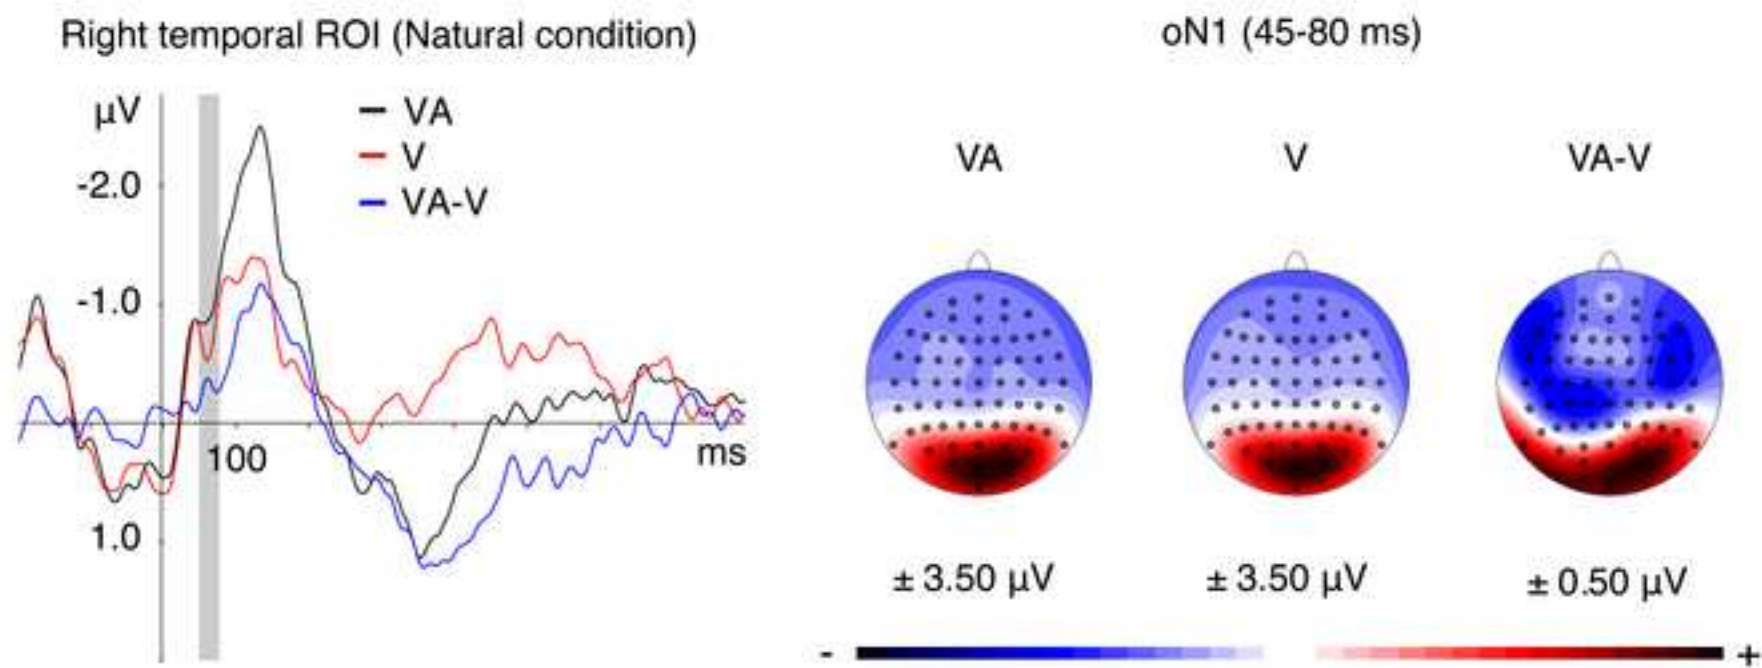 Right temporal ROI (Natural condition)
µV
-2.0
-1.0
1.0
100
ms
VA
V
VA-V
oN1 (45-80 ms)
VA
V
VA-V
± 3.50 µV
± 3.50 µV
± 0.50 µV
-
+